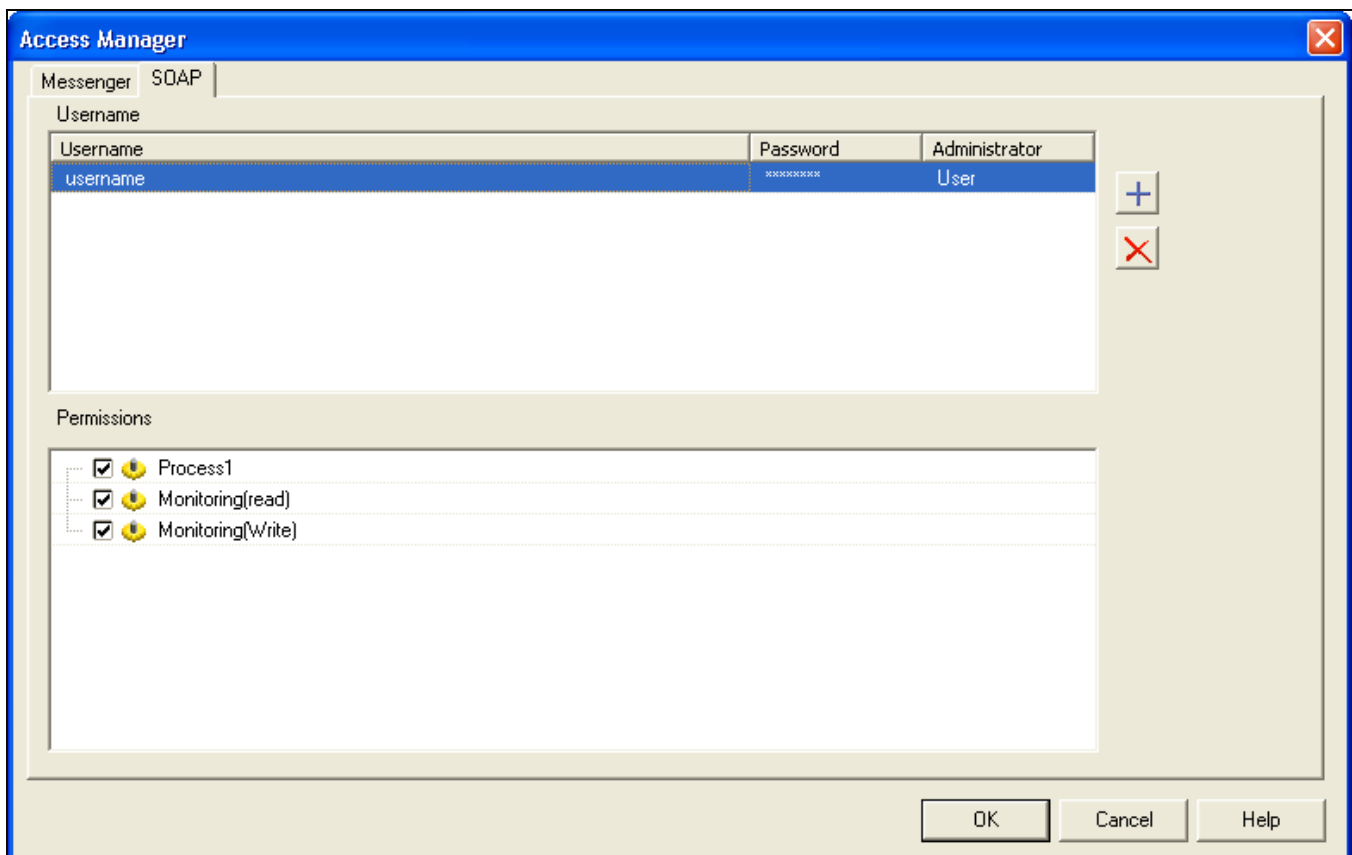 Access Manager
Messenger SOAP
Username
Username Password Administrator
username ******** User
Permissions
Process1
Monitoring(read)
Monitoring(Write)
OK Cancel Help